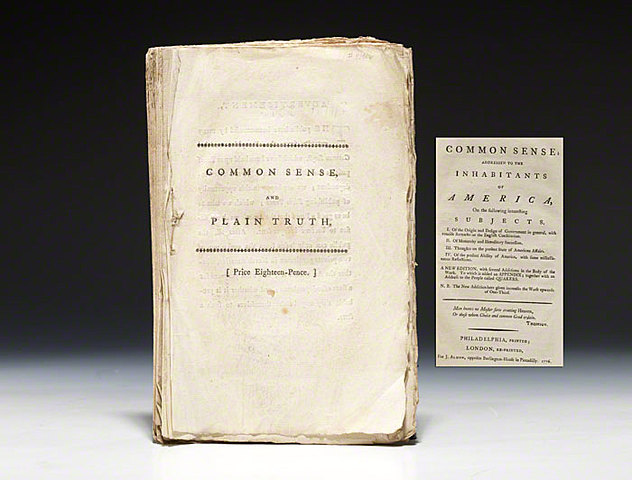 COMMON SENSE,
AND
PLAIN TRUTH,
[ Price Eighteen-Pence. ]
COMMON SENSE;
ADDRESSED TO THE
INHABITANTS
OF
AMERICA,
On the following interesting
SUBJECTS.
I. Of the Origin and Design of Government in general, with
concise Remarks on the English Constitution.
II. Of Monarchy and Hereditary Succession.
III. Thoughts on the present State of American Affairs.
IV. Of the present Ability of America, with some miscella-
neous Reflections.
A NEW EDITION, with several Additions in the Body of the
Work. To which is added an APPENDIX; together with an
Address to the People called QUAKERS.
N. B. The New Addition here given increases the Work upwards
of One-Third.
Man knows no Master save creating Heaven,
Or those whom Choice and common Good ordain.
THOMSON.
PHILADELPHIA, PRINTED;
LONDON, RE-PRINTED,
For J. ALMON, opposite Burlington-House in Piccadilly. 1776.